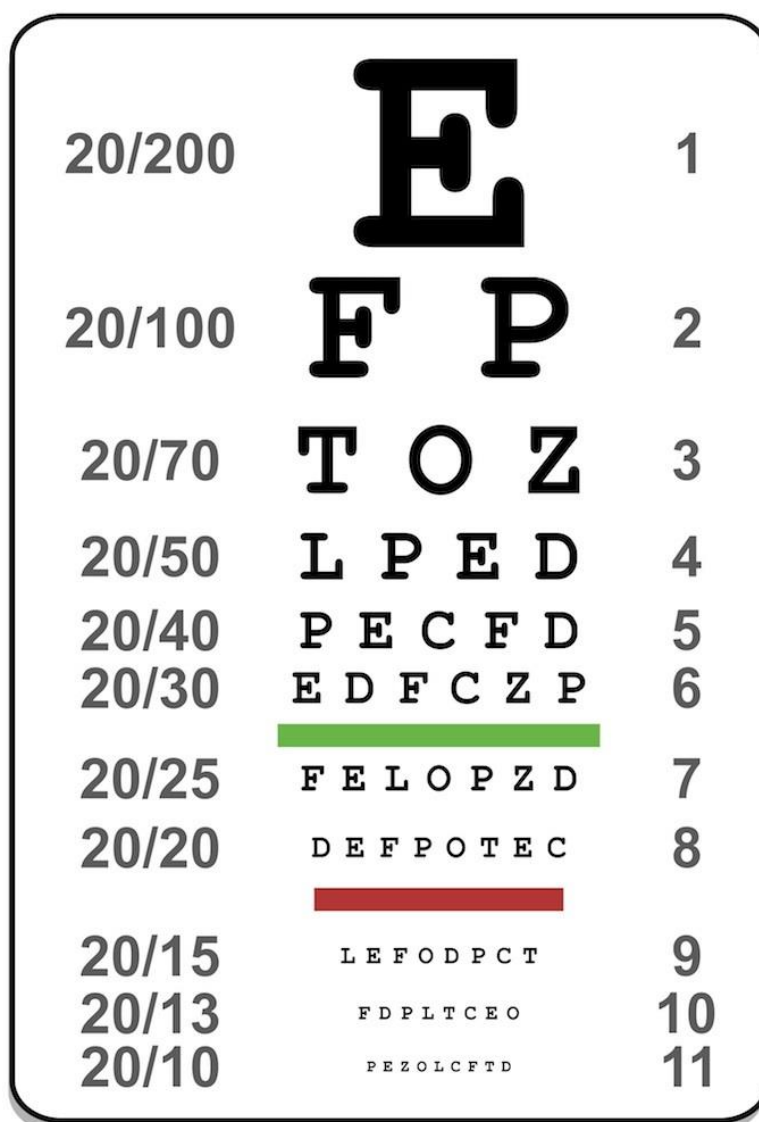 20/200 E 1
20/100 F P 2
20/70 T O Z 3
20/50 L P E D 4
20/40 P E C F D 5
20/30 E D F C Z P 6
20/25 F E L O P Z D 7
20/20 D E F P O T E C 8
20/15 L E F O D P C T 9
20/13 F D P L T C E O 10
20/10 P E Z O L C F T D 11